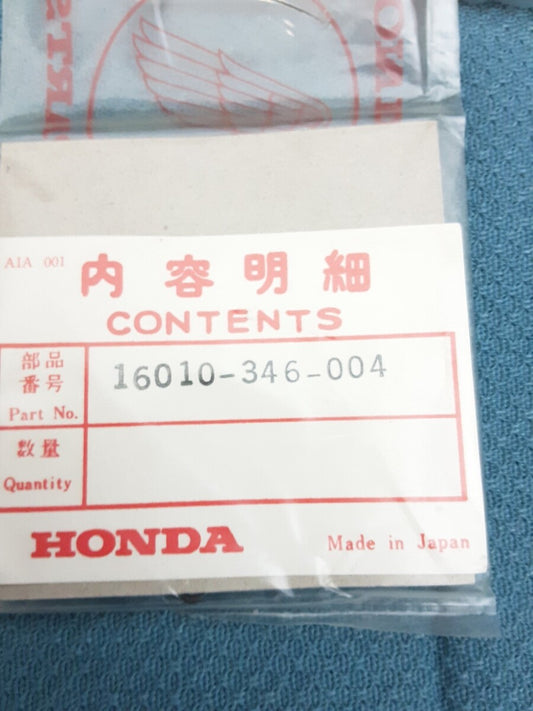 AIA 001
内容明細
CONTENTS
部品
番号
Part No.
16010-346-004
数量
Quantity
HONDA
Made in Japan